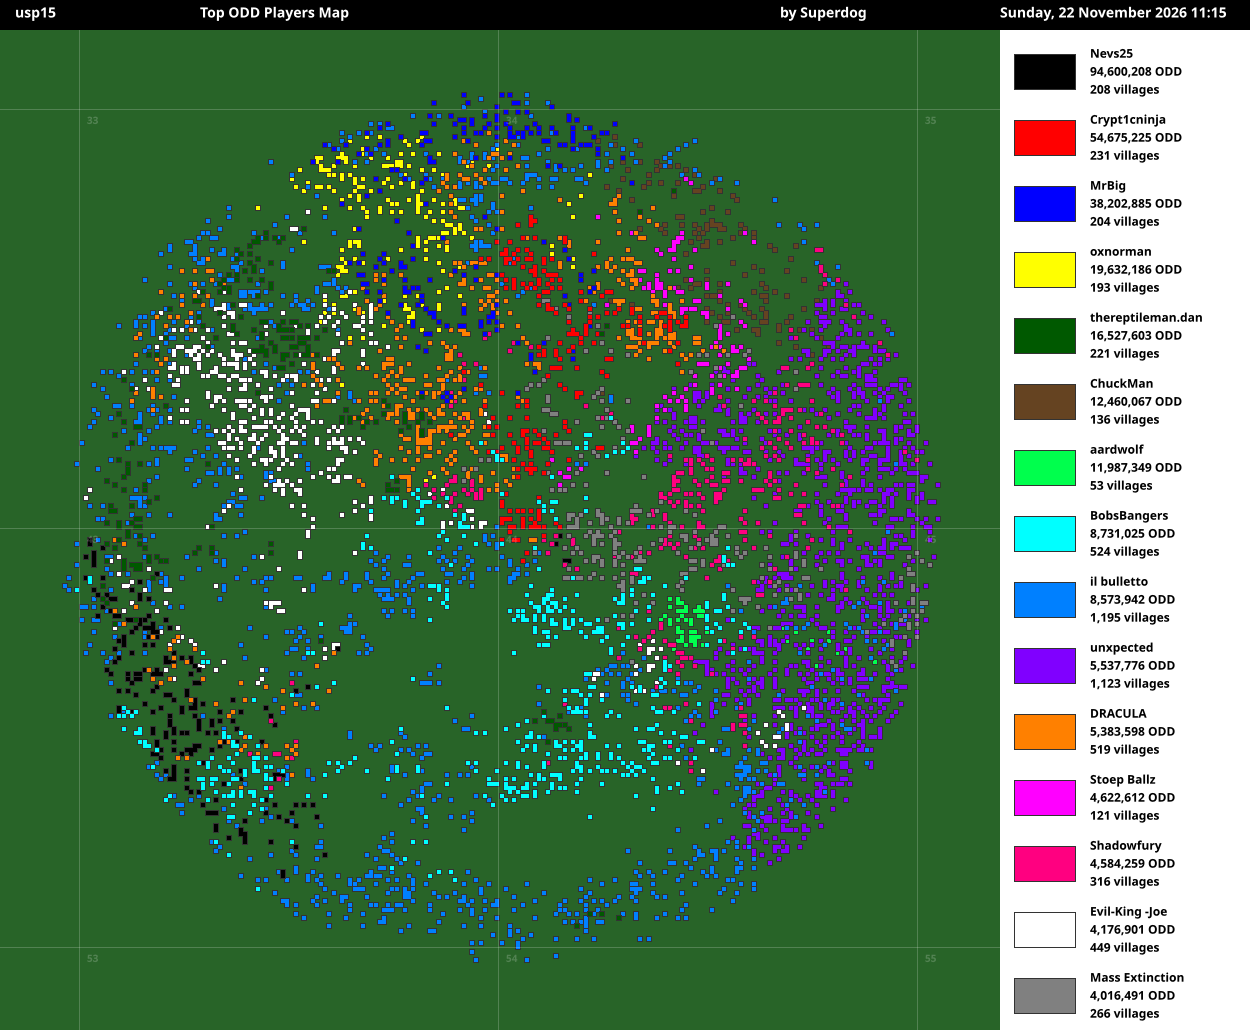 usp15 Top ODD Players Map by Superdog Sunday, 22 November 2026 11:15
Nevs25
94,600,208 ODD
208 villages
Crypt1cninja
54,675,225 ODD
231 villages
MrBig
38,202,885 ODD
204 villages
oxnorman
19,632,186 ODD
193 villages
thereptileman.dan
16,527,603 ODD
221 villages
ChuckMan
12,460,067 ODD
136 villages
aardwolf
11,987,349 ODD
53 villages
BobsBangers
8,731,025 ODD
524 villages
il bulletto
8,573,942 ODD
1,195 villages
unxpected
5,537,776 ODD
1,123 villages
DRACULA
5,383,598 ODD
519 villages
Stoep Ballz
4,622,612 ODD
121 villages
Shadowfury
4,584,259 ODD
316 villages
Evil-King -Joe
4,176,901 ODD
449 villages
Mass Extinction
4,016,491 ODD
266 villages
33 34 35
44 45
53 54 55